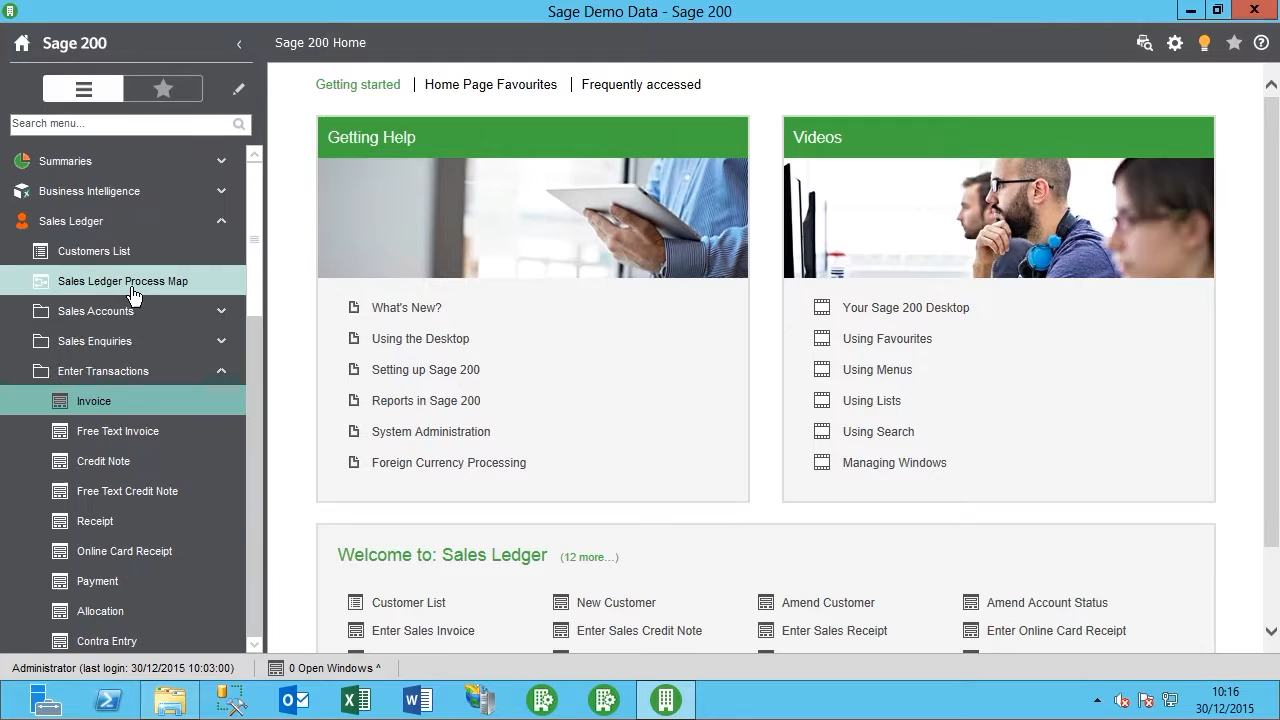 Sage Demo Data - Sage 200
Sage 200
Sage 200 Home
Getting started
Home Page Favourites
Frequently accessed
Search menu...
Summaries
Business Intelligence
Sales Ledger
Customers List
Sales Ledger Process Map
Sales Accounts
Sales Enquiries
Enter Transactions
Invoice
Free Text Invoice
Credit Note
Free Text Credit Note
Receipt
Online Card Receipt
Payment
Allocation
Contra Entry
Getting Help
What's New?
Using the Desktop
Setting up Sage 200
Reports in Sage 200
System Administration
Foreign Currency Processing
Videos
Your Sage 200 Desktop
Using Favourites
Using Menus
Using Lists
Using Search
Managing Windows
Welcome to: Sales Ledger (12 more...)
Customer List
New Customer
Amend Customer
Amend Account Status
Enter Sales Invoice
Enter Sales Credit Note
Enter Sales Receipt
Enter Online Card Receipt
Administrator (last login: 30/12/2015 10:03:00)
0 Open Windows ^
10:16
30/12/2015